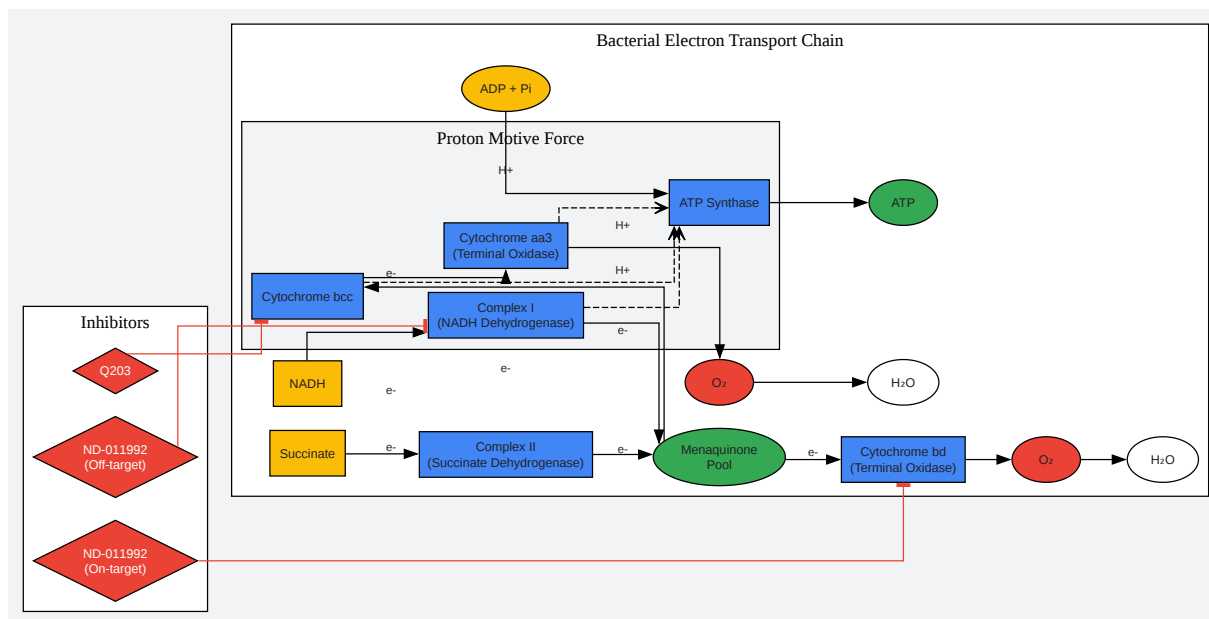 Bacterial Electron Transport Chain
ADP + Pi
Proton Motive Force
H+
ATP Synthase
ATP
H+
Cytochrome aa3
(Terminal Oxidase)
e-
H+
Cytochrome bcc
Complex I
(NADH Dehydrogenase)
e-
Inhibitors
Q203
NADH
e-
e-
O₂
H₂O
ND-011992
(Off-target)
Succinate
e-
Complex II
(Succinate Dehydrogenase)
e-
Menaquinone
Pool
e-
Cytochrome bd
(Terminal Oxidase)
O₂
H₂O
ND-011992
(On-target)